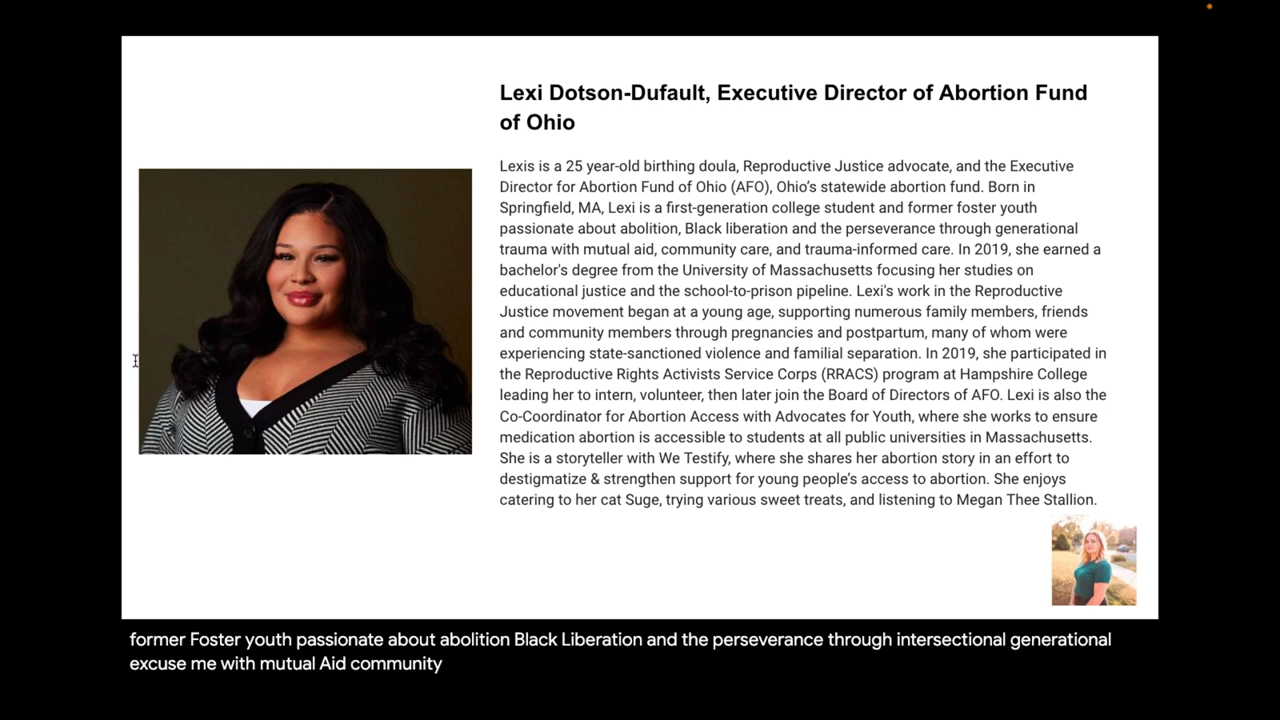 Lexi Dotson-Dufault, Executive Director of Abortion Fund
of Ohio
Lexis is a 25 year-old birthing doula, Reproductive Justice advocate, and the Executive
Director for Abortion Fund of Ohio (AFO), Ohio’s statewide abortion fund. Born in
Springfield, MA, Lexi is a first-generation college student and former foster youth
passionate about abolition, Black liberation and the perseverance through generational
trauma with mutual aid, community care, and trauma-informed care. In 2019, she earned a
bachelor's degree from the University of Massachusetts focusing her studies on
educational justice and the school-to-prison pipeline. Lexi's work in the Reproductive
Justice movement began at a young age, supporting numerous family members, friends
and community members through pregnancies and postpartum, many of whom were
experiencing state-sanctioned violence and familial separation. In 2019, she participated in
the Reproductive Rights Activists Service Corps (RRACS) program at Hampshire College
leading her to intern, volunteer, then later join the Board of Directors of AFO. Lexi is also the
Co-Coordinator for Abortion Access with Advocates for Youth, where she works to ensure
medication abortion is accessible to students at all public universities in Massachusetts.
She is a storyteller with We Testify, where she shares her abortion story in an effort to
destigmatize & strengthen support for young people’s access to abortion. She enjoys
catering to her cat Suge, trying various sweet treats, and listening to Megan Thee Stallion.
former Foster youth passionate about abolition Black Liberation and the perseverance through intersectional generational
excuse me with mutual Aid community